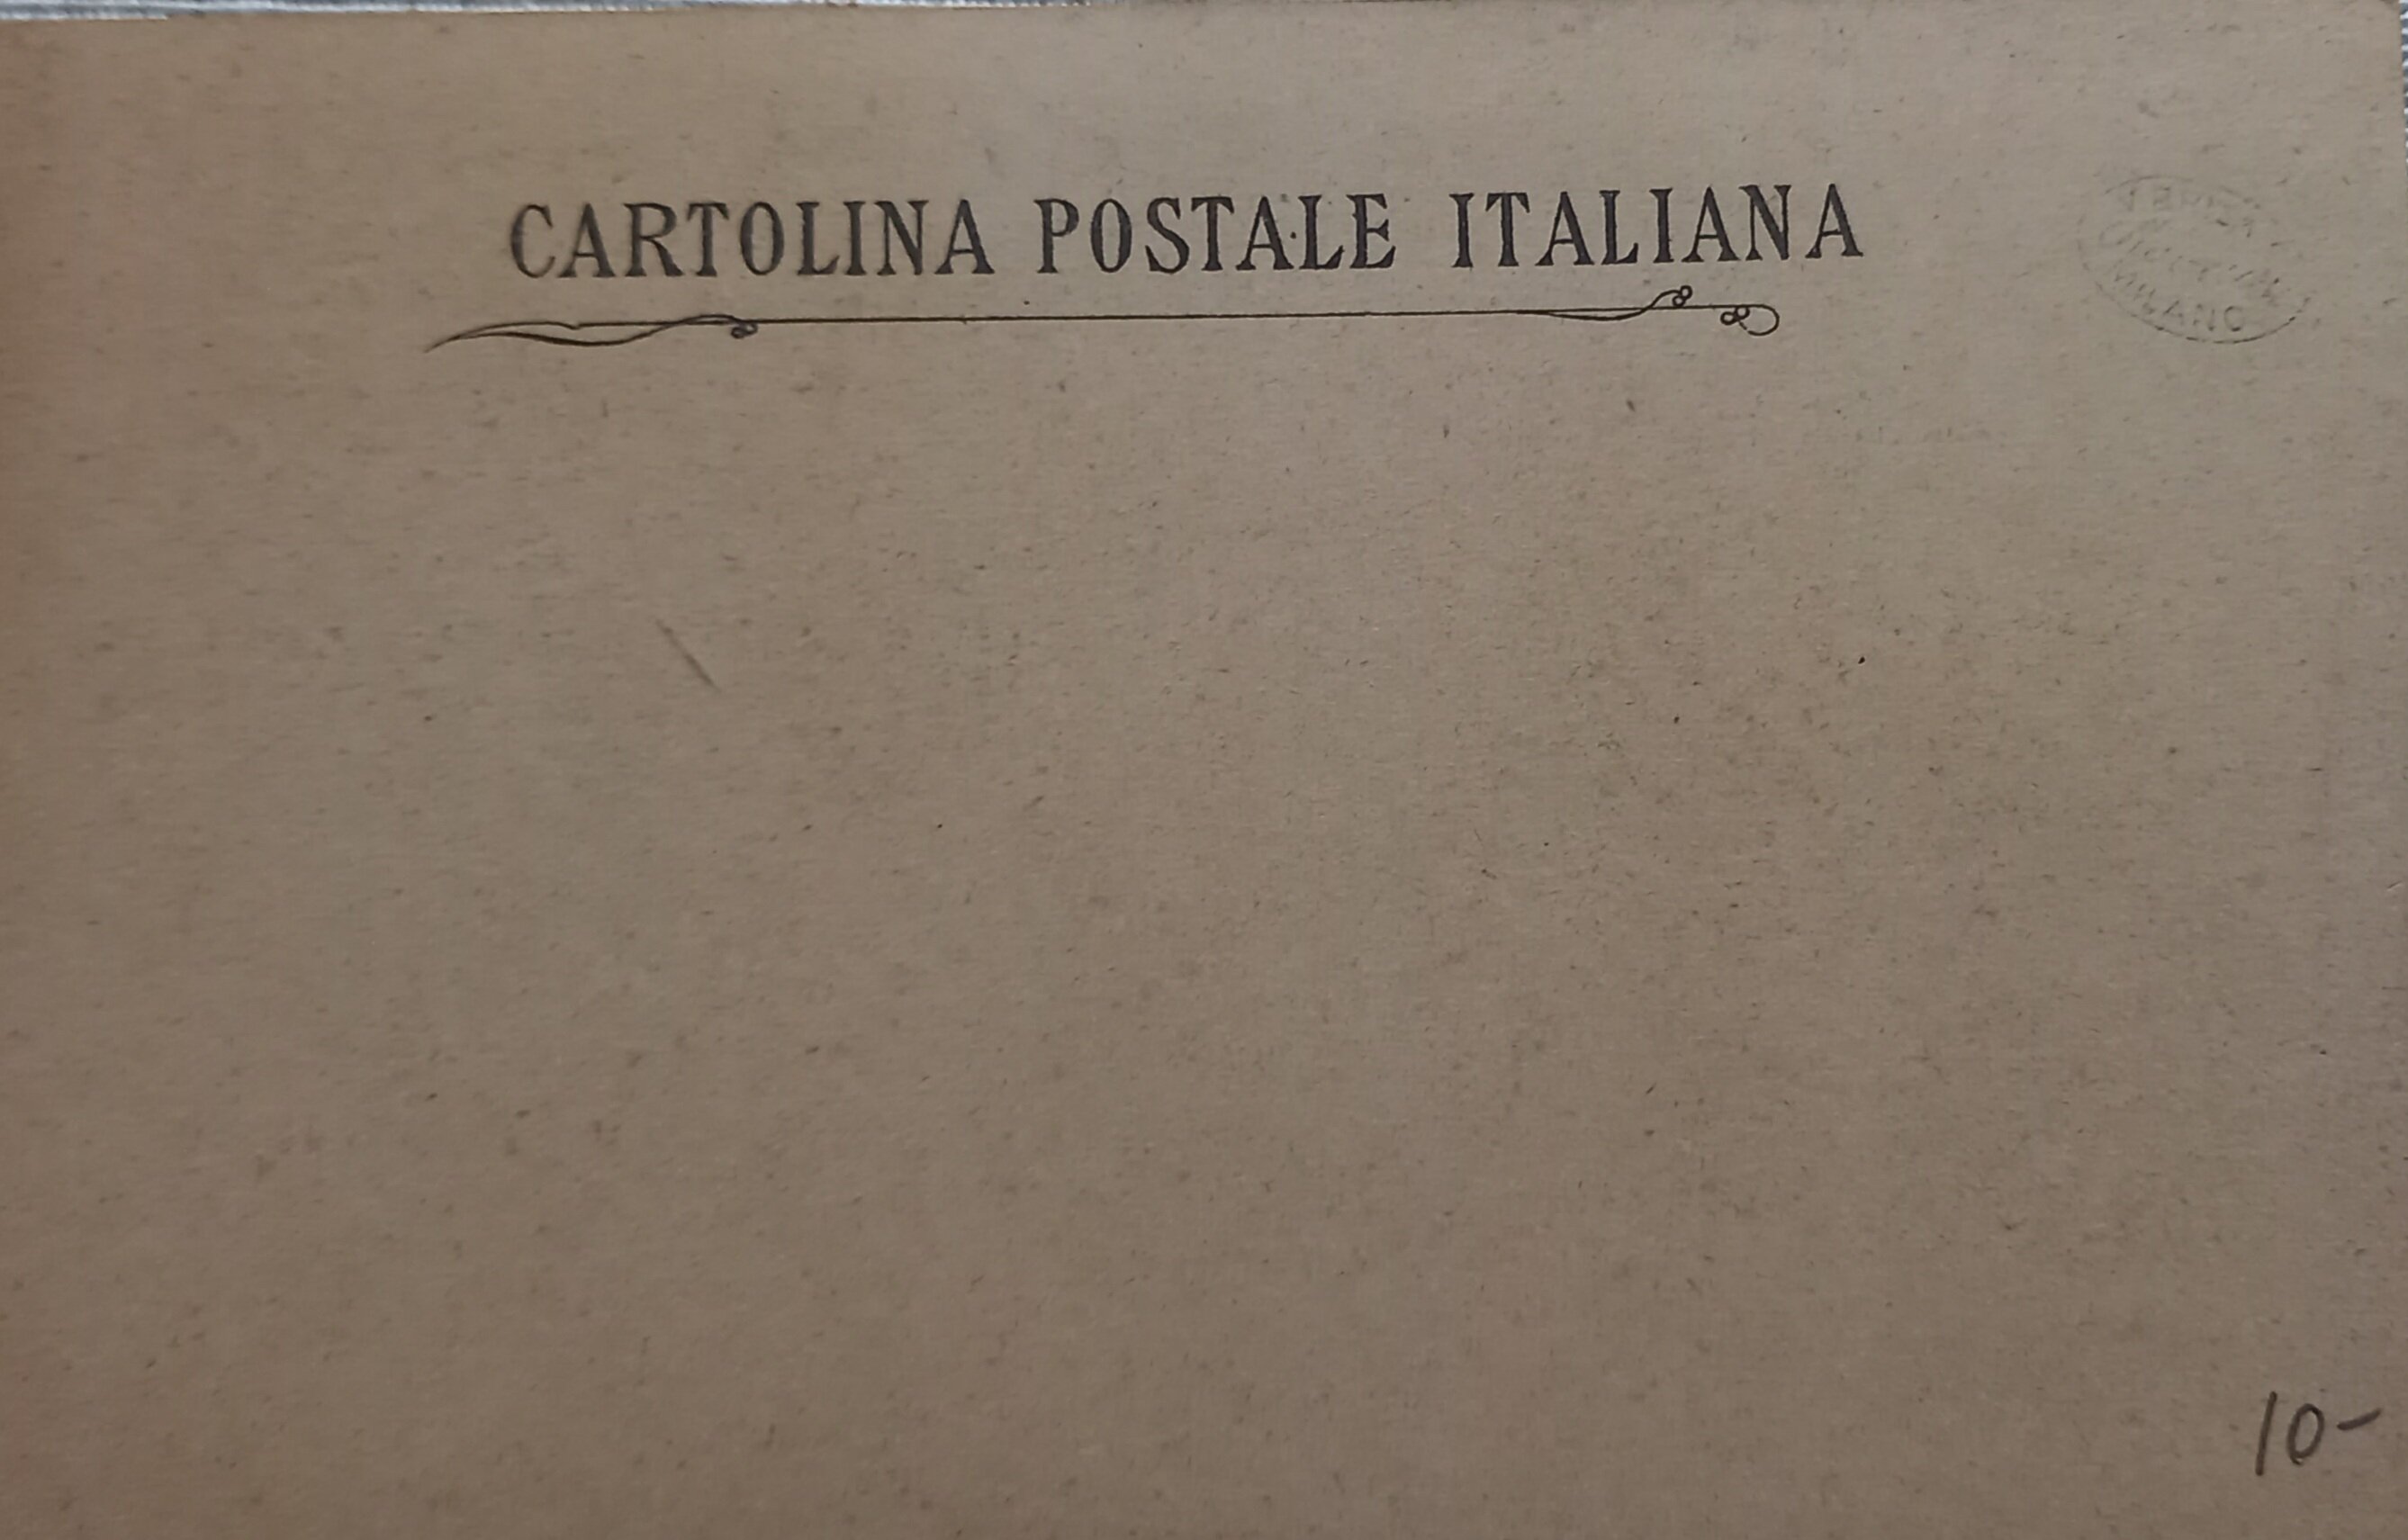 CARTOLINA POSTALE ITALIANA
MILANO
10-